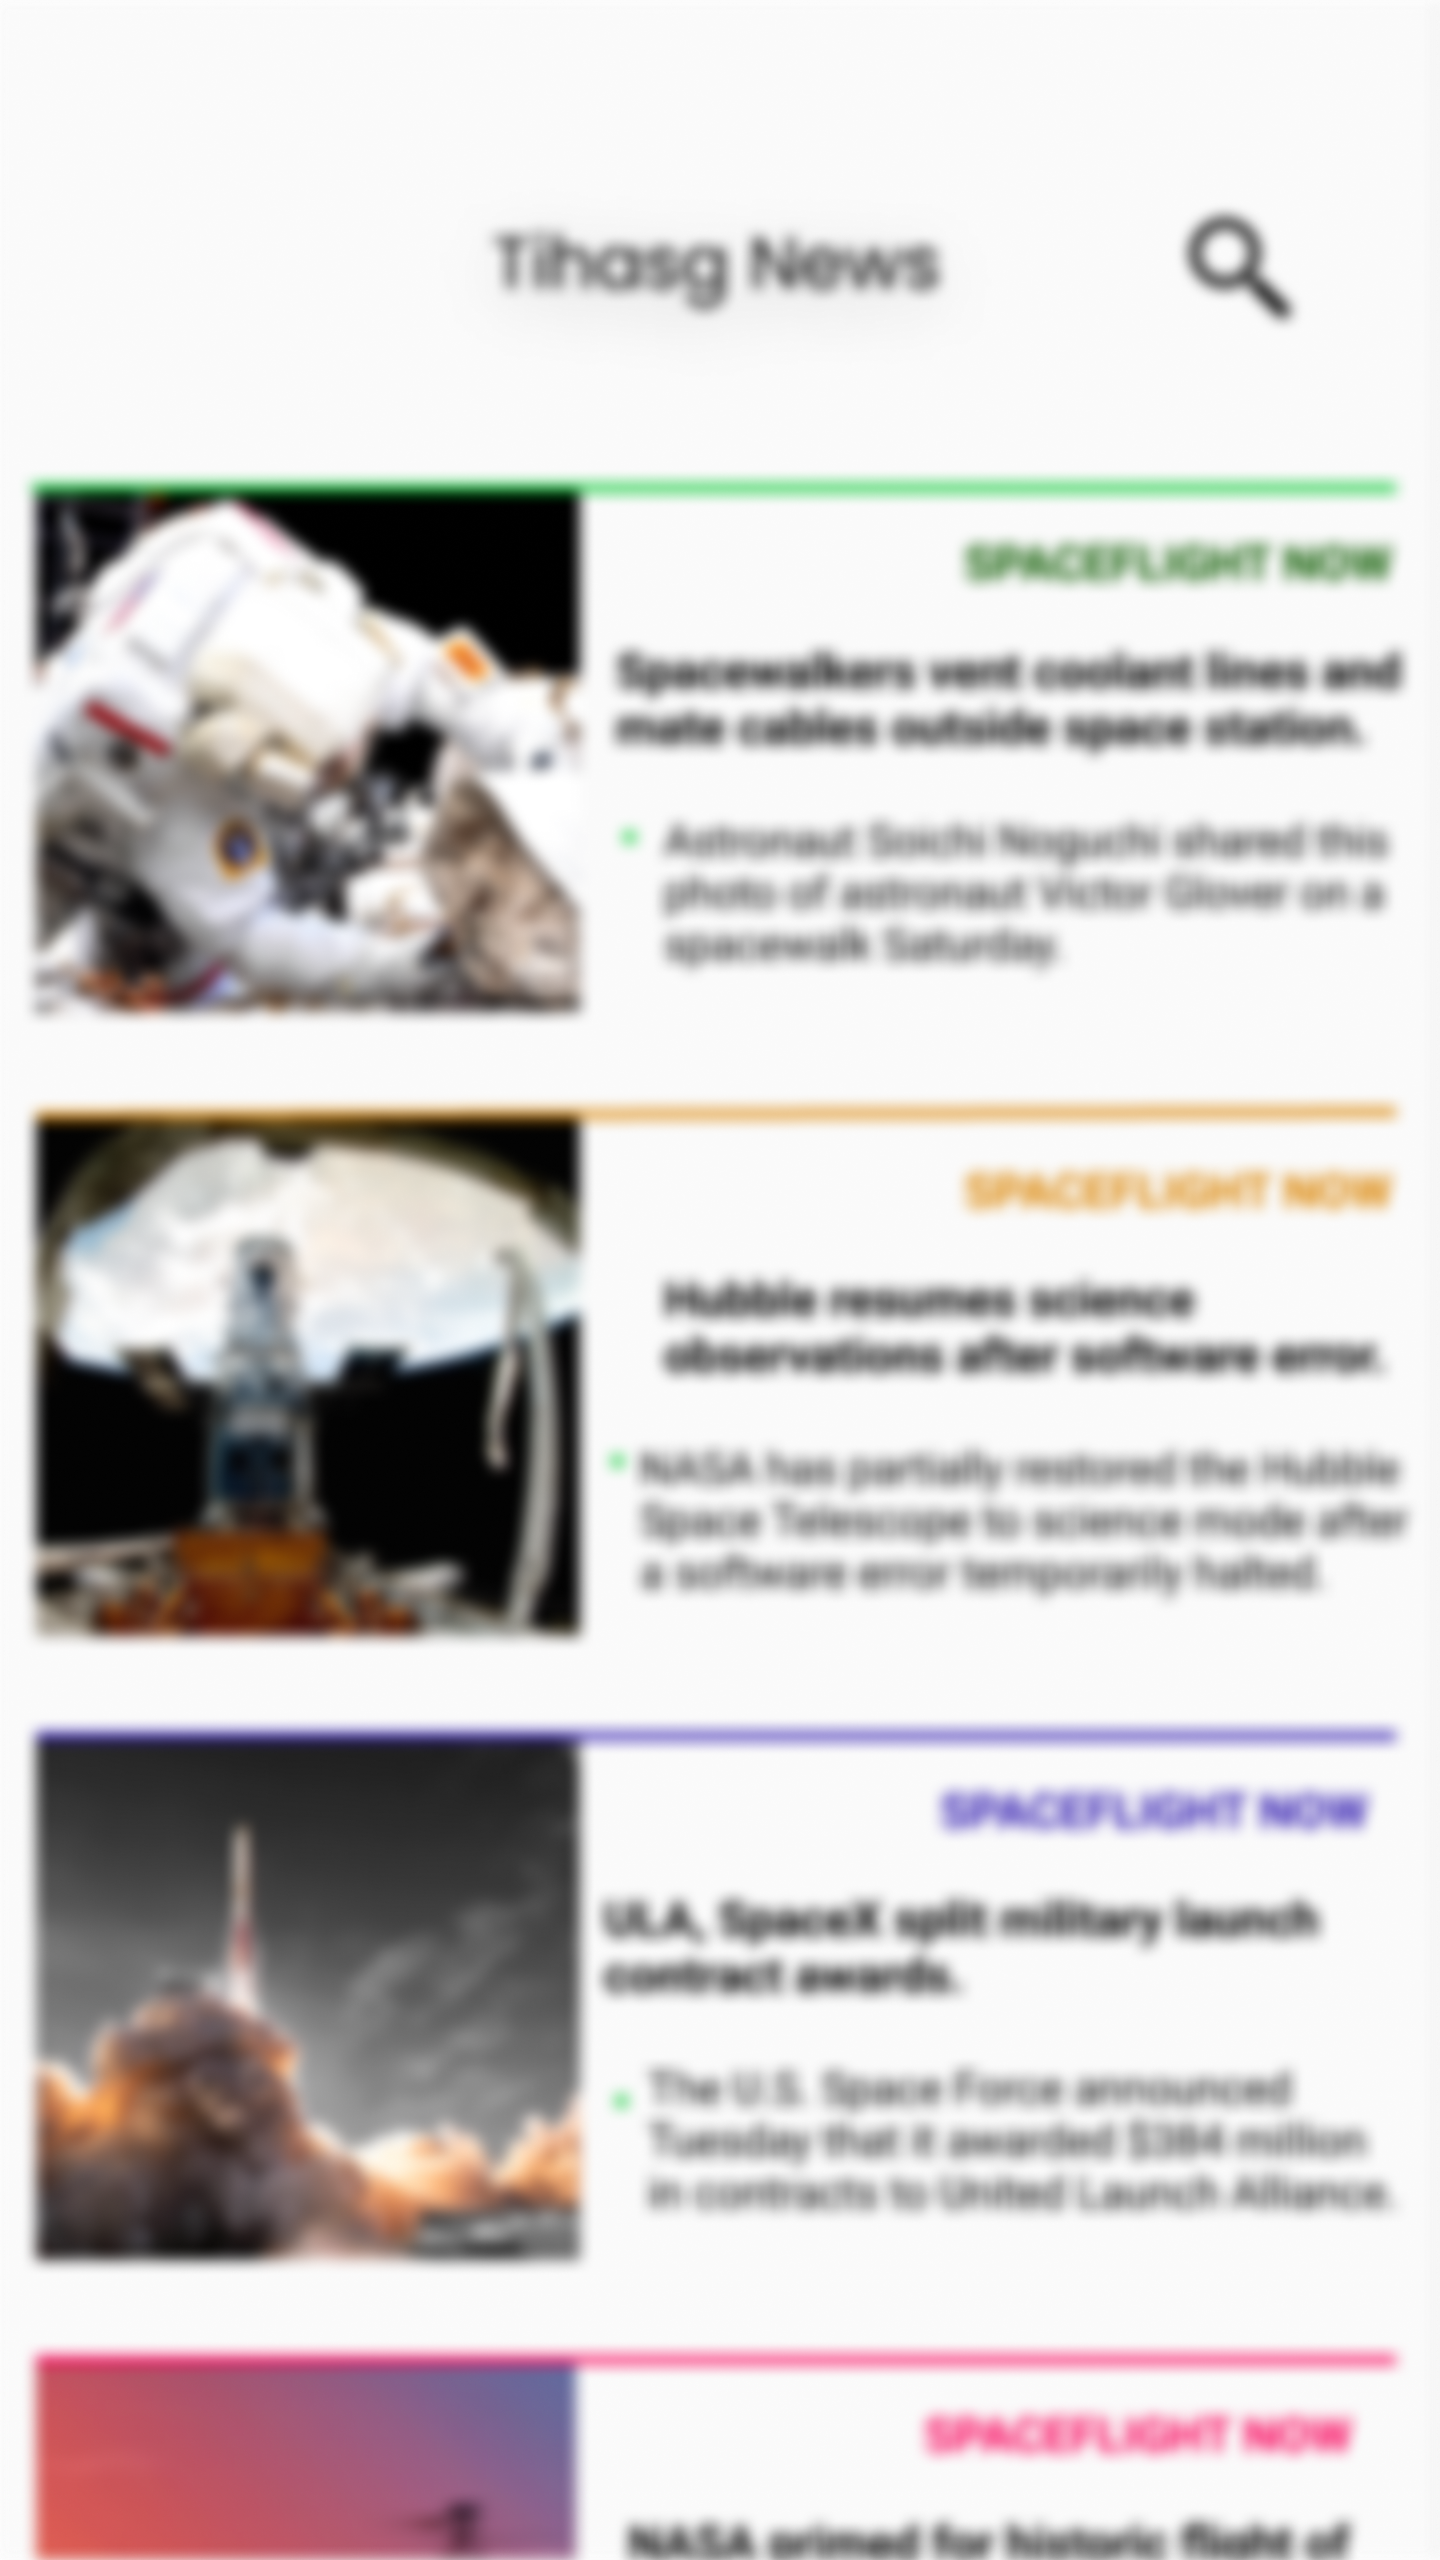 Tihasg News
SPACEFLIGHT NOW
Spacewalkers vent coolant lines and
mate cables outside space station.
Astronaut Soichi Noguchi shared this
photo of astronaut Victor Glover on a
spacewalk Saturday.
SPACEFLIGHT NOW
Hubble resumes science
observations after software error.
NASA has partially restored the Hubble
Space Telescope to science mode after
a software error temporarily halted.
SPACEFLIGHT NOW
ULA, SpaceX split military launch
contract awards.
The U.S. Space Force announced
Tuesday that it awarded $384 million
in contracts to United Launch Alliance.
SPACEFLIGHT NOW
NASA primed for historic flight of